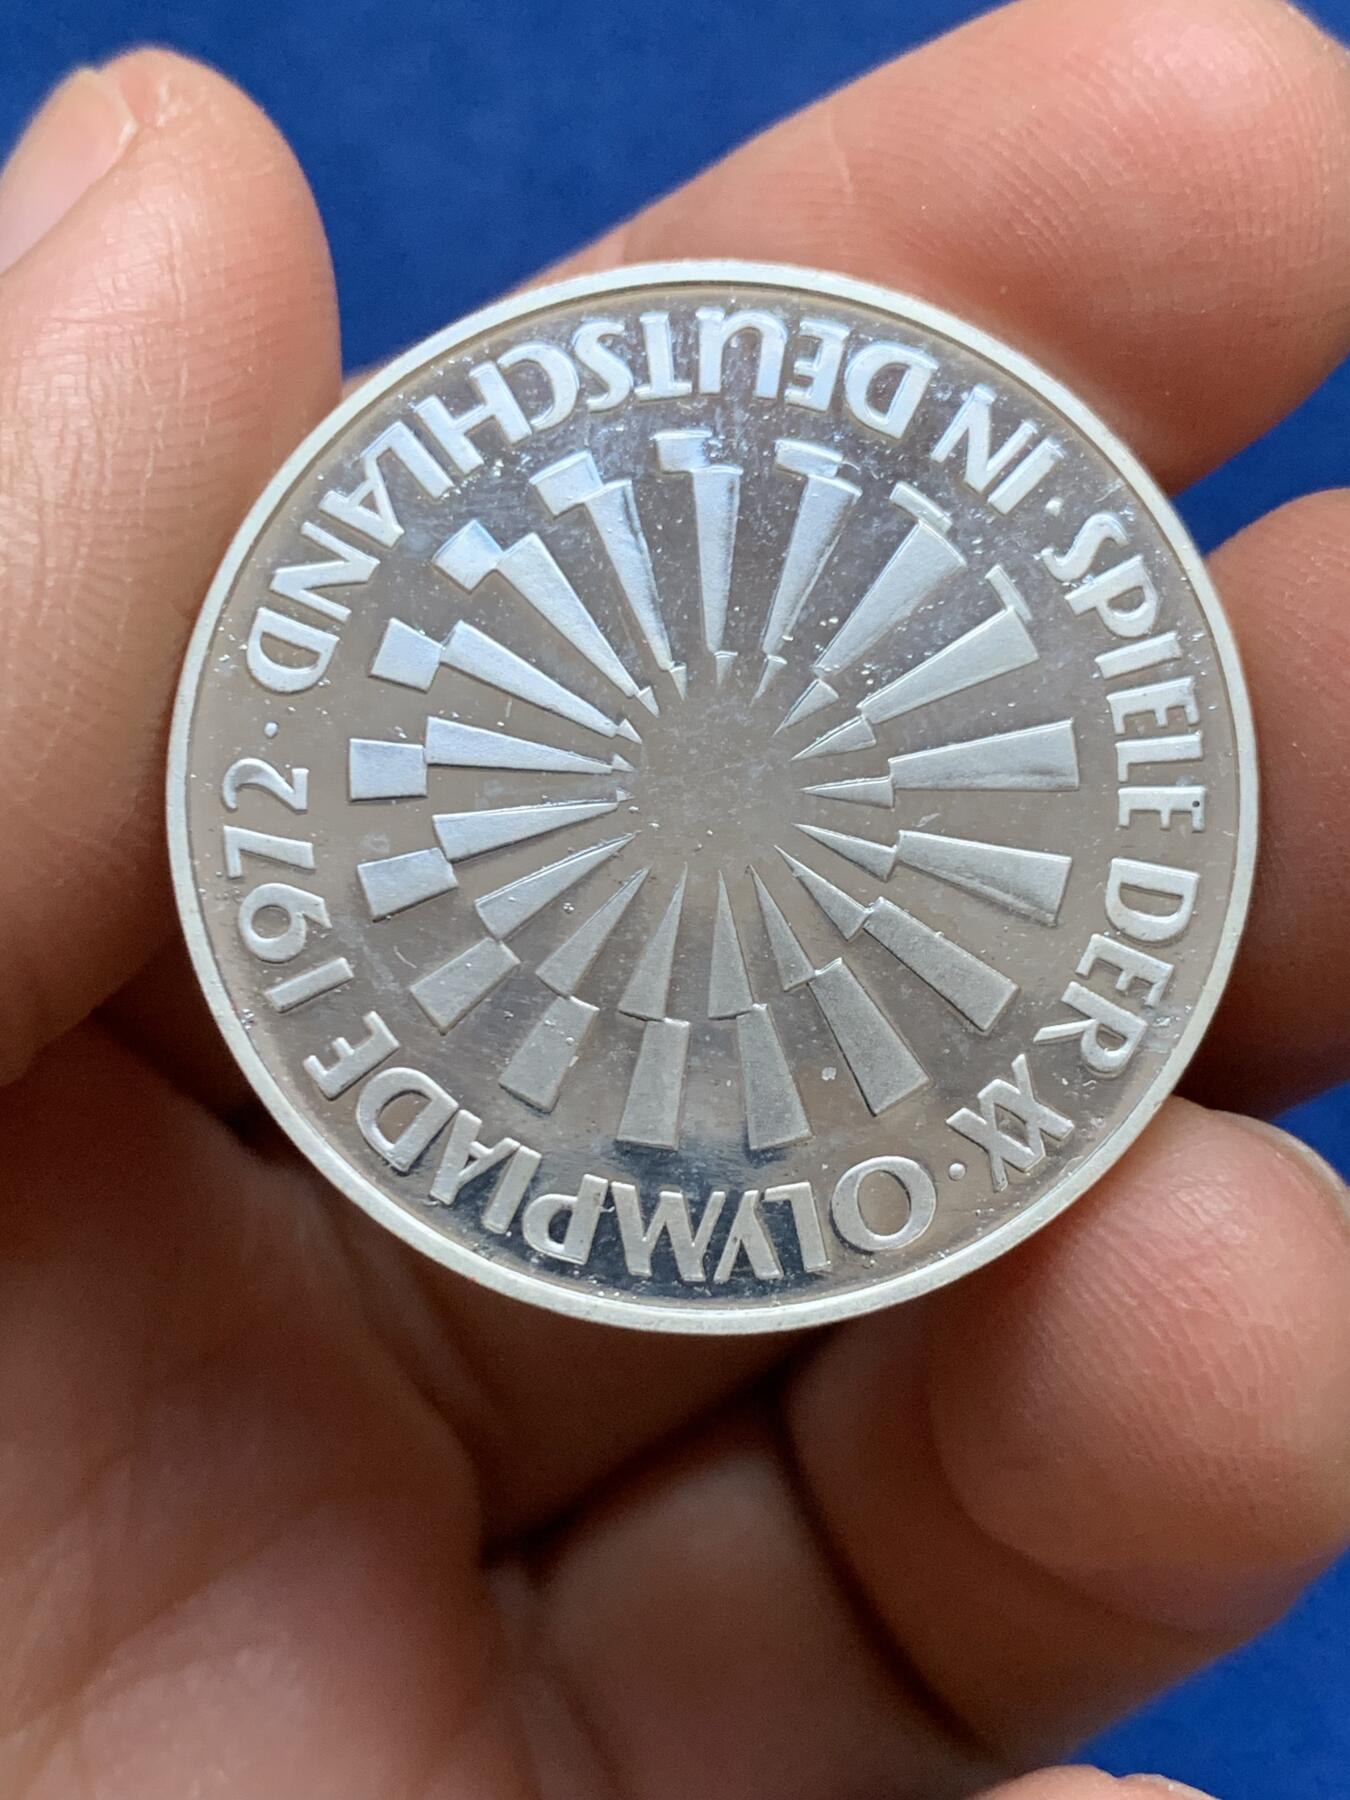 SPIELE DER XX · OLYMPIADE 1972 · IN DEUTSCHLAND ·